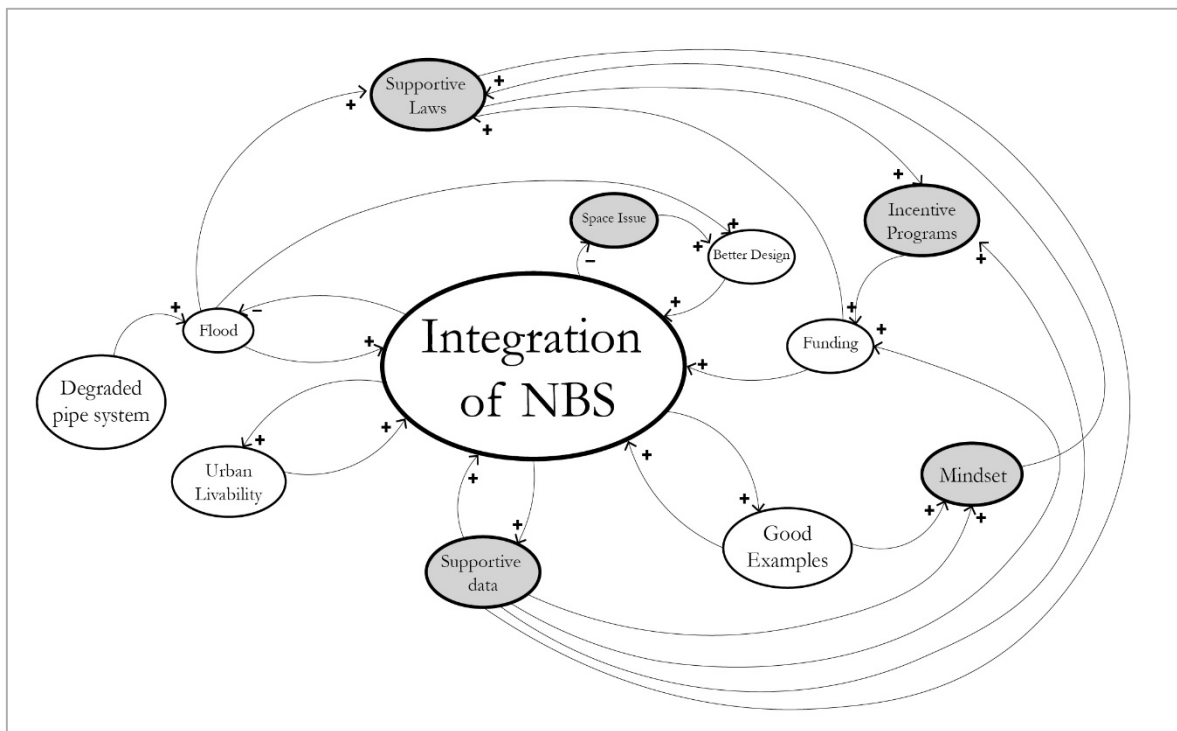 Supportive
Laws
+
+
+
Space Issue
+
Incentive
Programs
+
+
+
Better Design
−
+
+
−
Flood
+
+
+
+
Funding
Integration
of NBS
+
Degraded
pipe system
+
+
Urban
Livability
+
+
+
+
Mindset
+
+
Good
Examples
Supportive
data